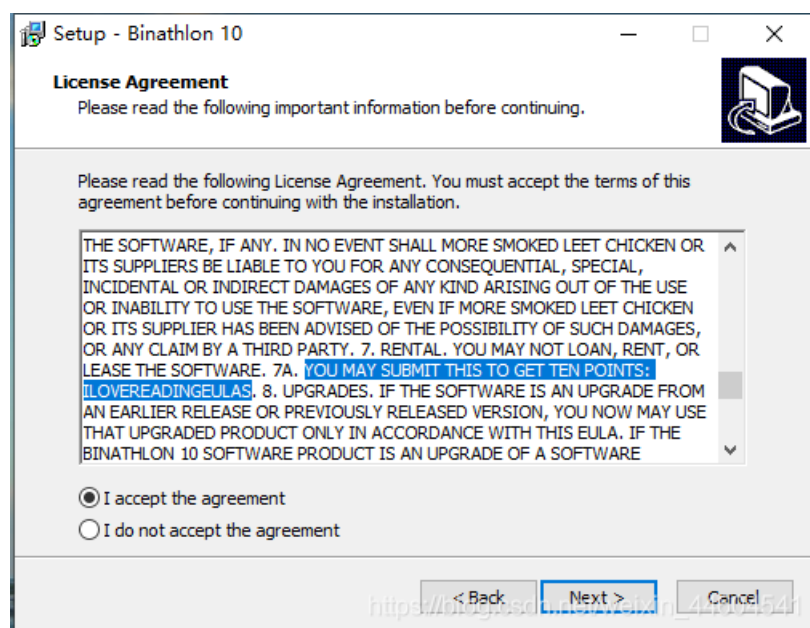 Setup - Binathlon 10
License Agreement
Please read the following important information before continuing.
Please read the following License Agreement. You must accept the terms of this
agreement before continuing with the installation.
THE SOFTWARE, IF ANY. IN NO EVENT SHALL MORE SMOKED LEET CHICKEN OR
ITS SUPPLIERS BE LIABLE TO YOU FOR ANY CONSEQUENTIAL, SPECIAL,
INCIDENTAL OR INDIRECT DAMAGES OF ANY KIND ARISING OUT OF THE USE
OR INABILITY TO USE THE SOFTWARE, EVEN IF MORE SMOKED LEET CHICKEN
OR ITS SUPPLIER HAS BEEN ADVISED OF THE POSSIBILITY OF SUCH DAMAGES,
OR ANY CLAIM BY A THIRD PARTY. 7. RENTAL. YOU MAY NOT LOAN, RENT, OR
LEASE THE SOFTWARE. 7A. YOU MAY SUBMIT THIS TO GET TEN POINTS:
ILOVEREADINGEULAS. 8. UPGRADES. IF THE SOFTWARE IS AN UPGRADE FROM
AN EARLIER RELEASE OR PREVIOUSLY RELEASED VERSION, YOU NOW MAY USE
THAT UPGRADED PRODUCT ONLY IN ACCORDANCE WITH THIS EULA. IF THE
BINATHLON 10 SOFTWARE PRODUCT IS AN UPGRADE OF A SOFTWARE
I accept the agreement
I do not accept the agreement
< Back Next > Cancel